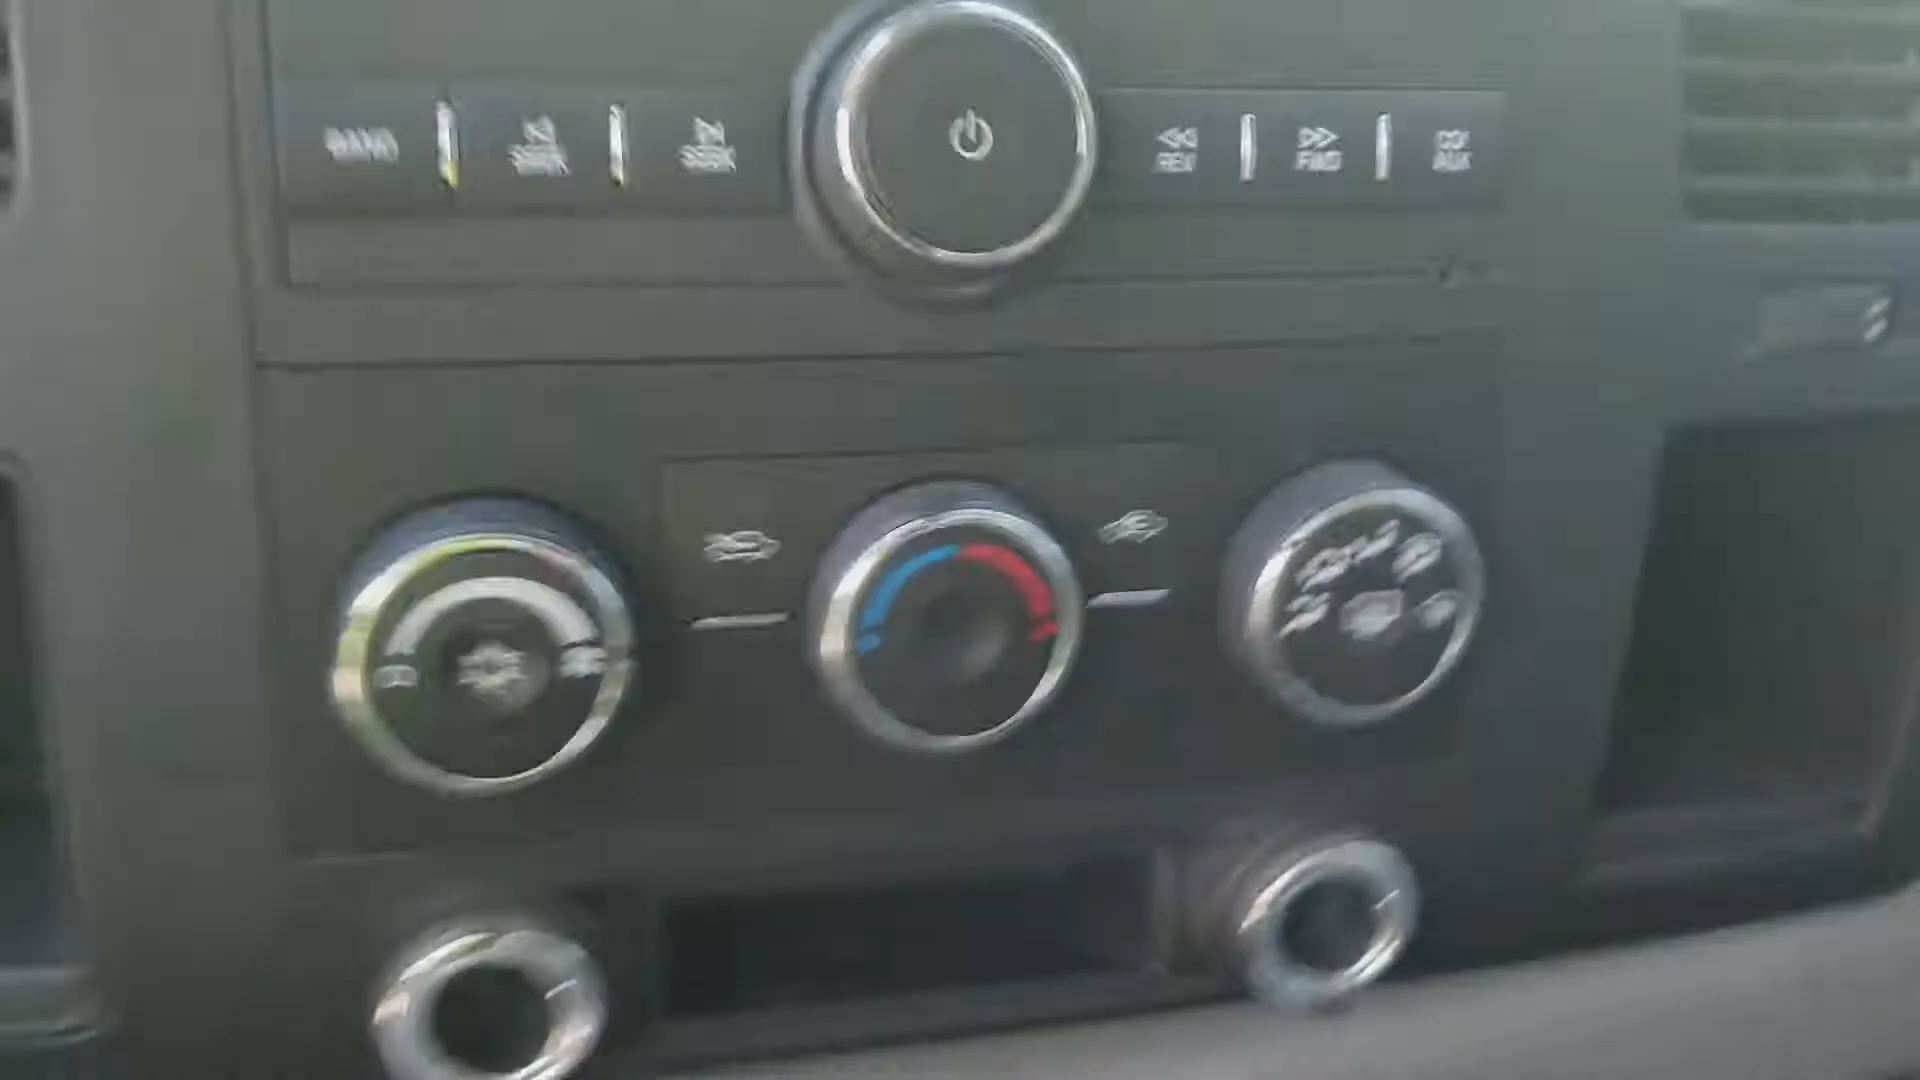 BAND
SEEK
SEEK
REV
FWD
CD/
AUX